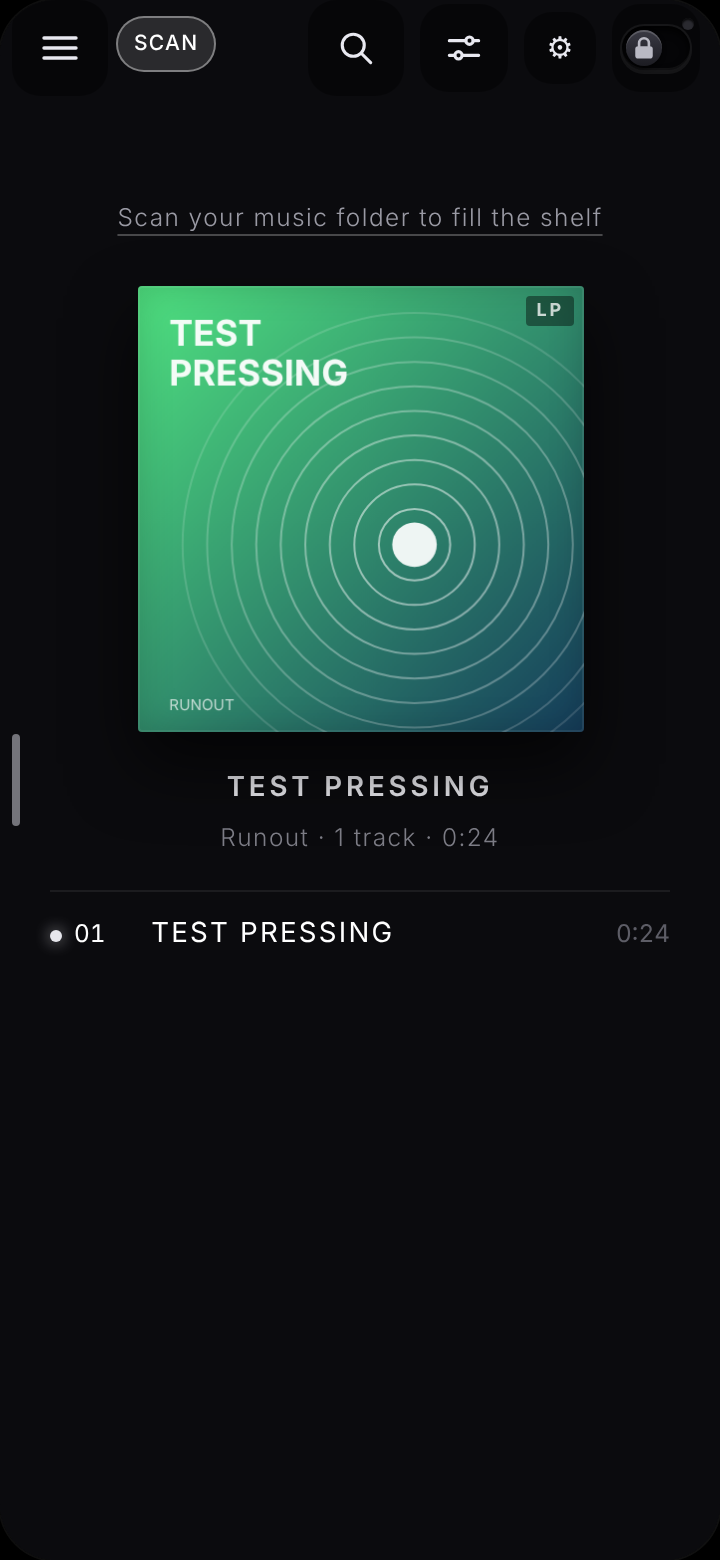 SCAN
Scan your music folder to fill the shelf
LP
TEST
PRESSING
RUNOUT
TEST PRESSING
Runout · 1 track · 0:24
01 TEST PRESSING 0:24